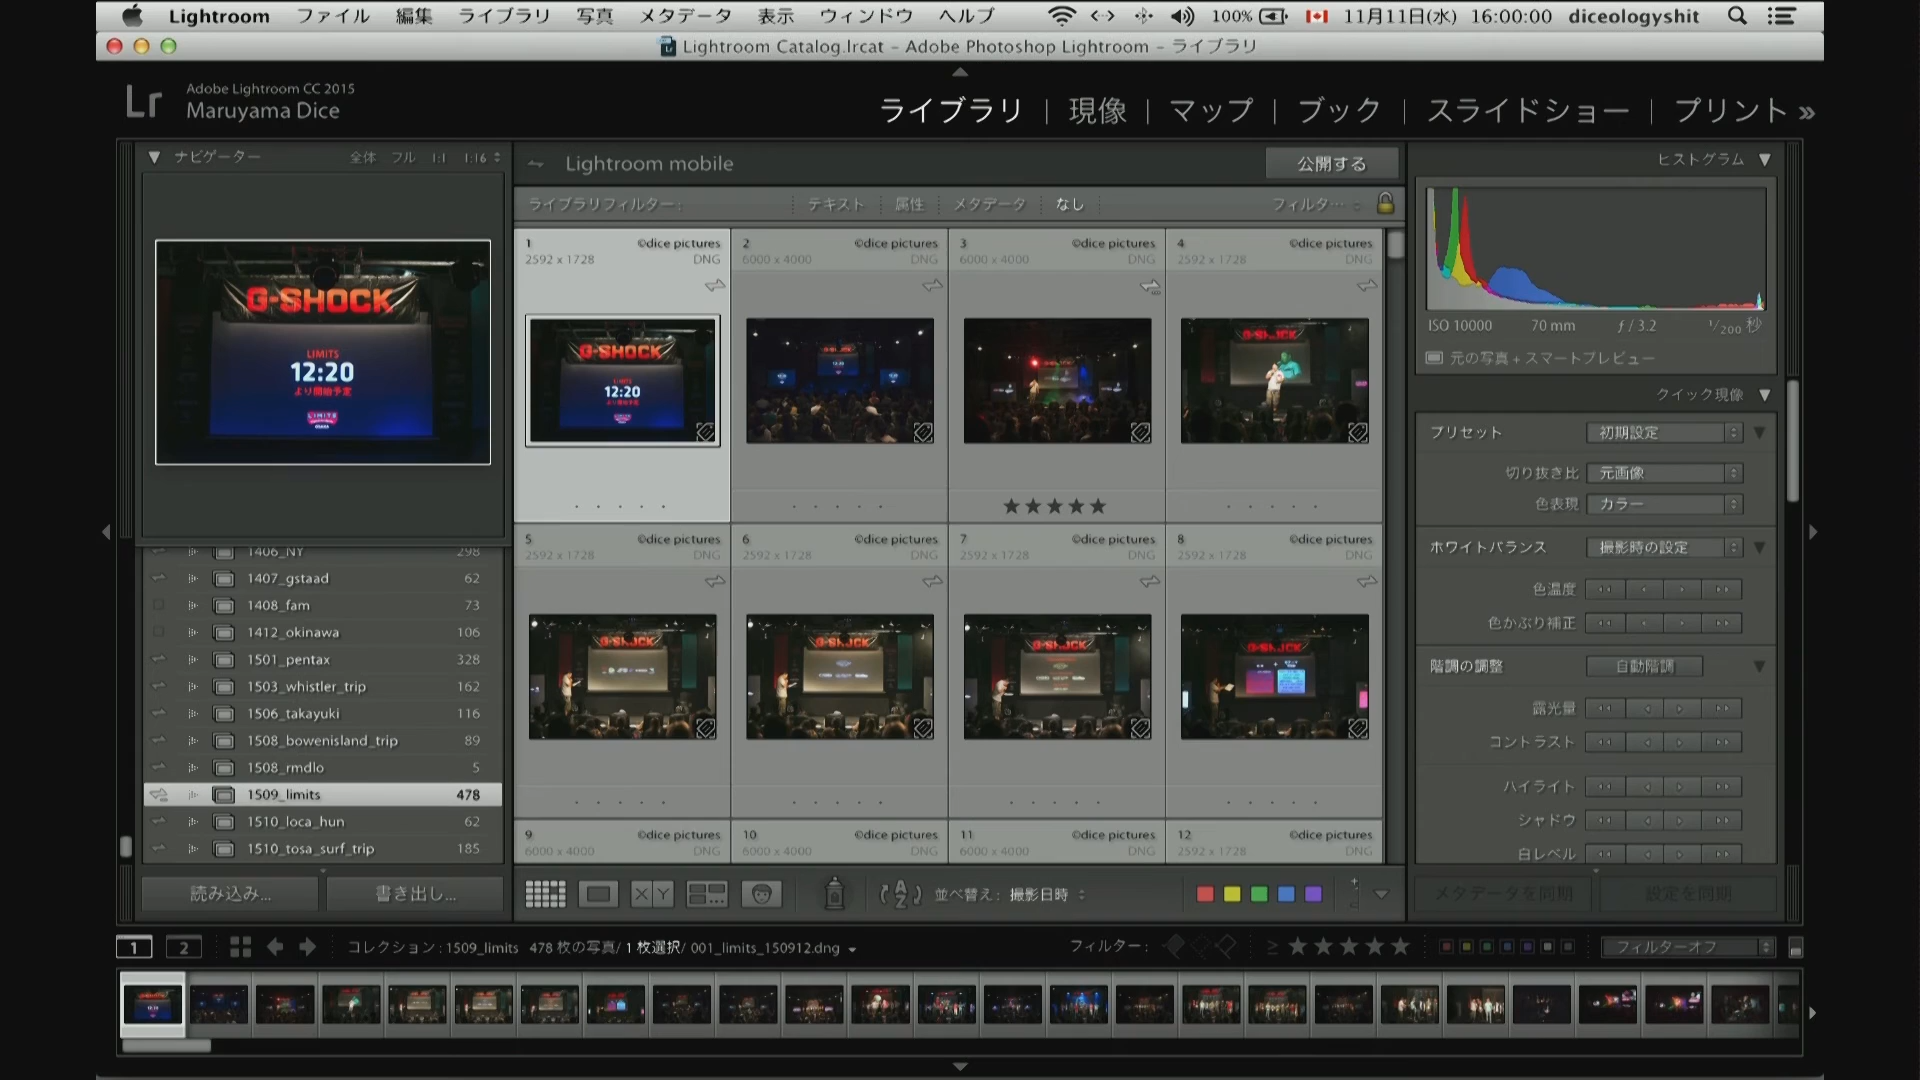 Lightroom ファイル 編集 ライブラリ 写真 メタデータ 表示 ウィンドウ ヘルプ 100% 11月11日(水) 16:00:00 diceologyshit
Lightroom Catalog.lrcat – Adobe Photoshop Lightroom – ライブラリ
Lr Adobe Lightroom CC 2015
Maruyama Dice
ライブラリ | 現像 | マップ | ブック | スライドショー | プリント »
ナビゲーター 全体 フル 1:1 1:16
G-SHOCK
LIMITS
12:20
より開始予定
LIMITS
1406_NY 298
1407_gstaad 62
1408_fam 73
1412_okinawa 106
1501_pentax 328
1503_whistler_trip 162
1506_takayuki 116
1508_bowenisland_trip 89
1508_rmdlo 5
1509_limits 478
1510_loca_hun 62
1510_tosa_surf_trip 185
読み込み... 書き出し...
Lightroom mobile 公開する
ライブラリフィルター: テキスト 属性 メタデータ なし フィルタ…
1 ©dice pictures 2 ©dice pictures 3 ©dice pictures 4 ©dice pictures
2592 x 1728 DNG 6000 x 4000 DNG 6000 x 4000 DNG 2592 x 1728 DNG
G-SHOCK
12:20
★★★★★
5 ©dice pictures 6 ©dice pictures 7 ©dice pictures 8 ©dice pictures
2592 x 1728 DNG 2592 x 1728 DNG 2592 x 1728 DNG 2592 x 1728 DNG
9 ©dice pictures 10 ©dice pictures 11 ©dice pictures 12 ©dice pictures
6000 x 4000 DNG 6000 x 4000 DNG 6000 x 4000 DNG 2592 x 1728 DNG
X Y A Z 並べ替え: 撮影日時
ヒストグラム
ISO 10000 70 mm ƒ / 3.2 1/200 秒
元の写真 + スマートプレビュー
クイック現像
プリセット 初期設定
切り抜き比 元画像
色表現 カラー
ホワイトバランス 撮影時の設定
色温度
色かぶり補正
階調の調整 自動階調
露光量
コントラスト
ハイライト
シャドウ
白レベル
メタデータを同期 設定を同期
1 2 コレクション : 1509_limits 478 枚の写真/ 1 枚選択/ 001_limits_150912.dng フィルター : ≥ ★★★★★ フィルターオフ